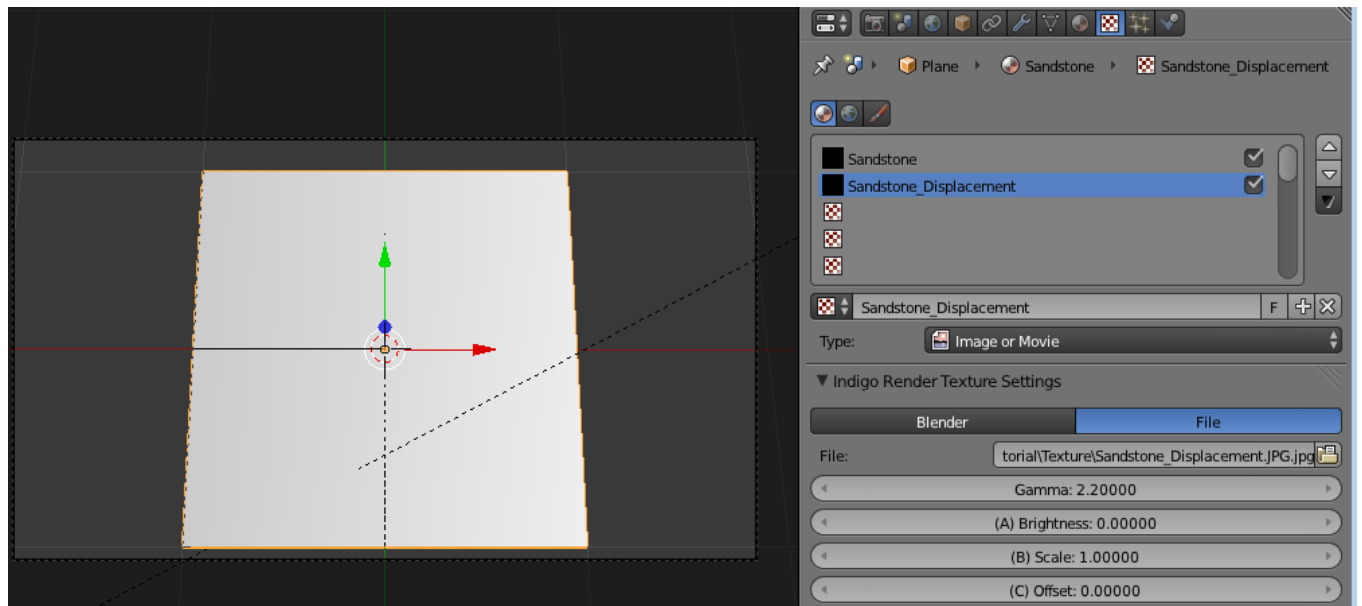 Plane Sandstone Sandstone_Displacement
Sandstone
Sandstone_Displacement
Sandstone_Displacement F
Type: Image or Movie
Indigo Render Texture Settings
Blender File
File: torial\Texture\Sandstone_Displacement.JPG.jpg
Gamma: 2.20000
(A) Brightness: 0.00000
(B) Scale: 1.00000
(C) Offset: 0.00000